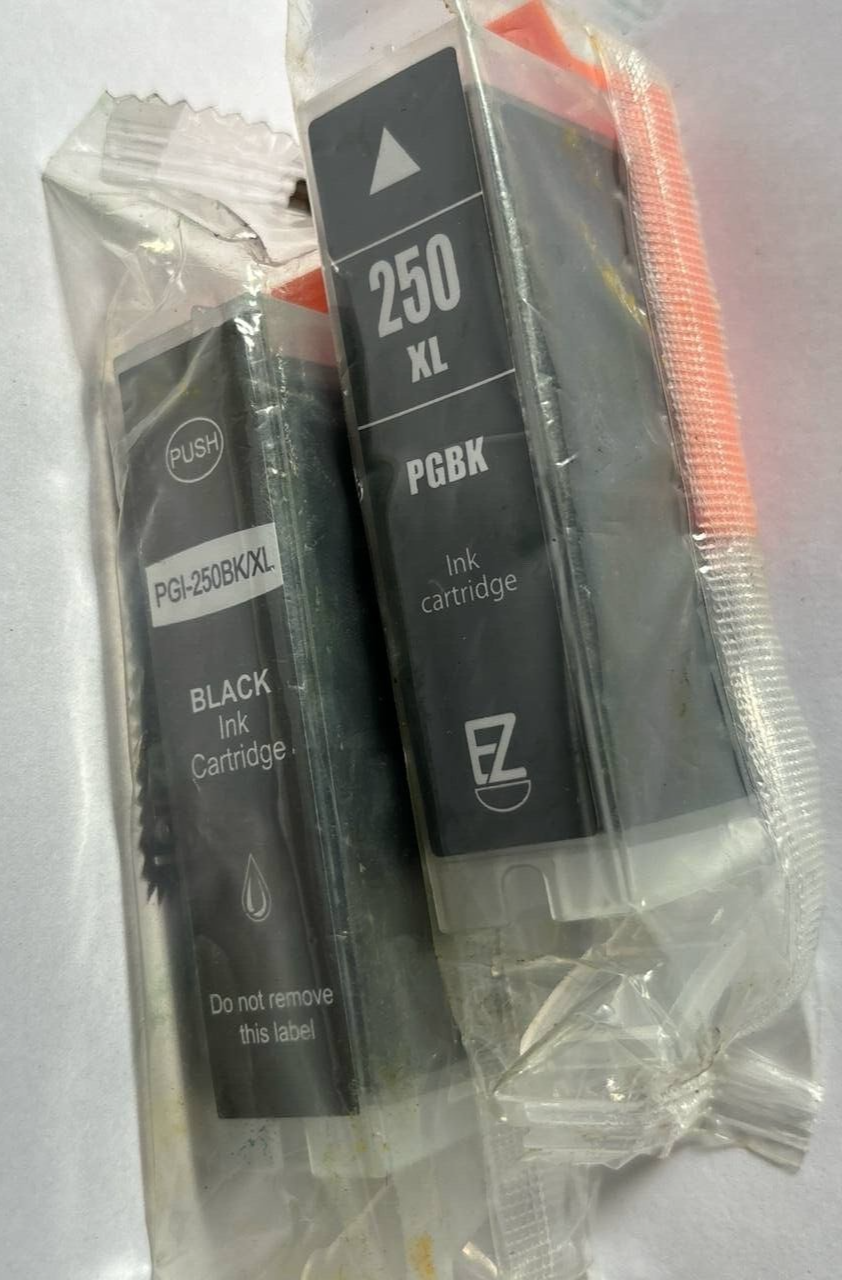 PUSH
PGI-250BK/XL
BLACK
Ink
Cartridge
Do not remove
this label
250
XL
PGBK
Ink
cartridge
EZ